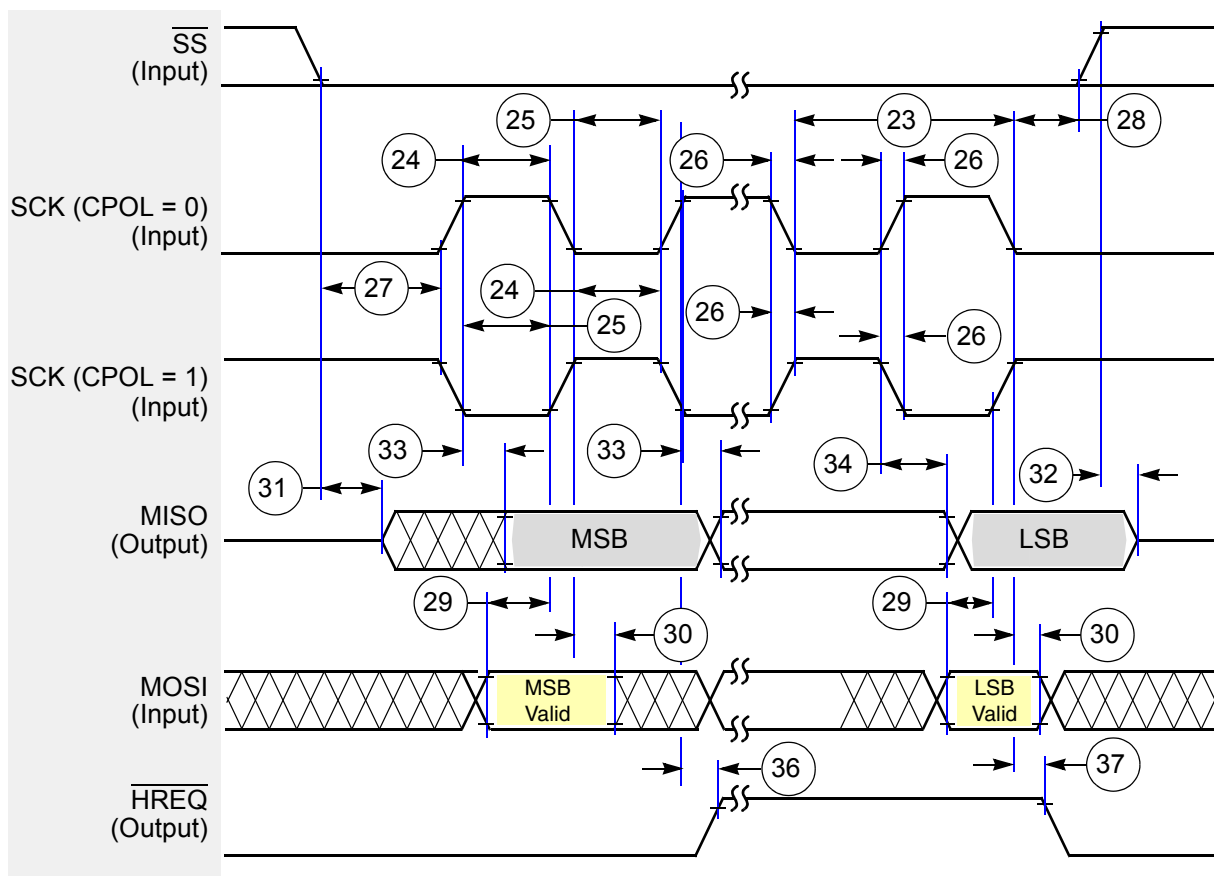 SS
(Input)
25
23
28
24
26
26
SCK (CPOL = 0)
(Input)
27
24
26
25
26
SCK (CPOL = 1)
(Input)
33
33
34
31
32
MISO
(Output)
MSB
LSB
29
29
30
30
MOSI
(Input)
MSB
Valid
LSB
Valid
36
37
HREQ
(Output)